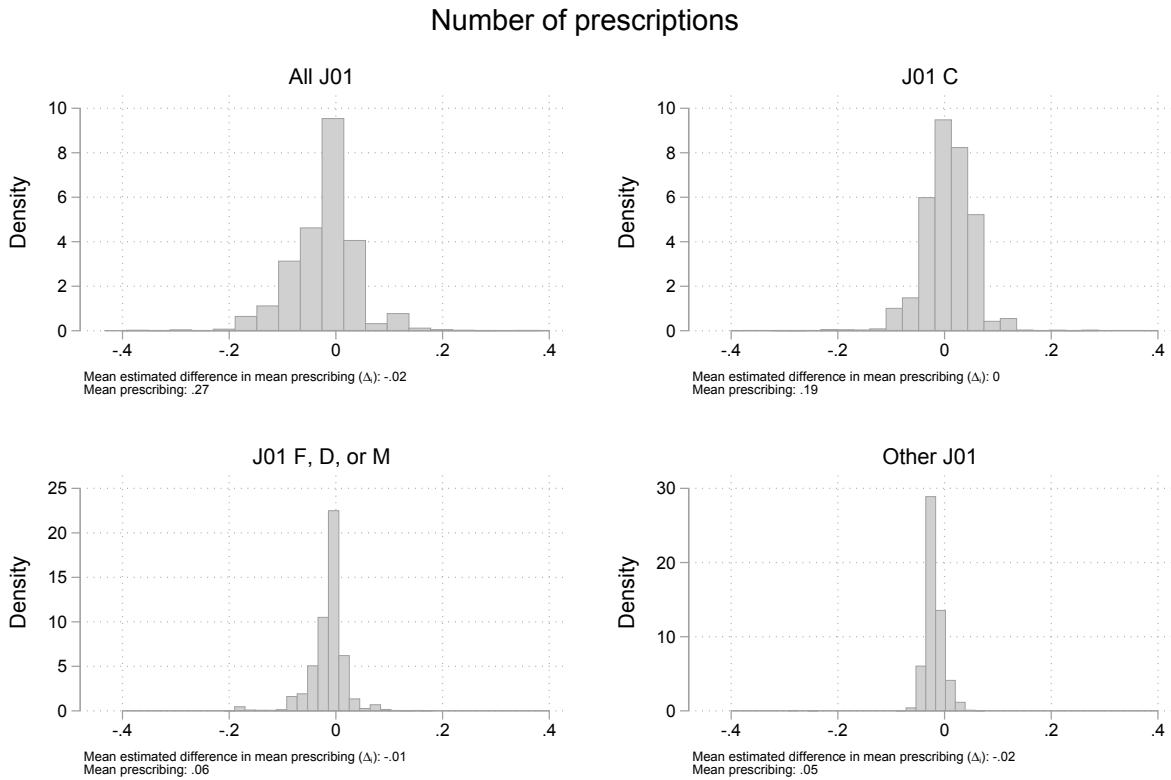 Number of prescriptions
All J01
Density
10
8
6
4
2
0
-.4 -.2 0 .2 .4
Mean estimated difference in mean prescribing (Δᵢ): -.02
Mean prescribing: .27
J01 C
Density
10
8
6
4
2
0
-.4 -.2 0 .2 .4
Mean estimated difference in mean prescribing (Δᵢ): 0
Mean prescribing: .19
J01 F, D, or M
Density
25
20
15
10
5
0
-.4 -.2 0 .2 .4
Mean estimated difference in mean prescribing (Δᵢ): -.01
Mean prescribing: .06
Other J01
Density
30
20
10
0
-.4 -.2 0 .2 .4
Mean estimated difference in mean prescribing (Δᵢ): -.02
Mean prescribing: .05